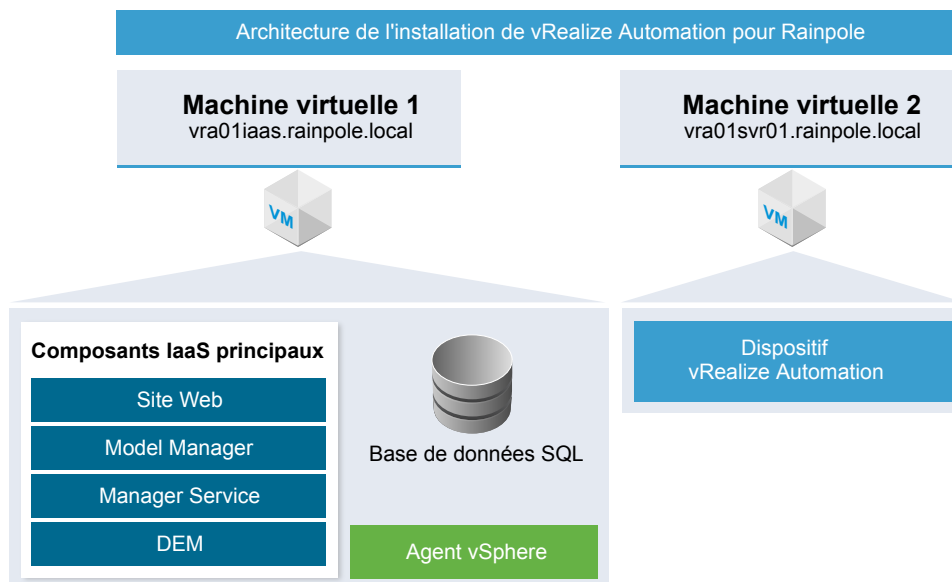 Architecture de l'installation de vRealize Automation pour Rainpole
Machine virtuelle 1
vra01iaas.rainpole.local
Machine virtuelle 2
vra01svr01.rainpole.local
VM
VM
Composants IaaS principaux
Site Web
Model Manager
Manager Service
DEM
Base de données SQL
Agent vSphere
Dispositif
vRealize Automation